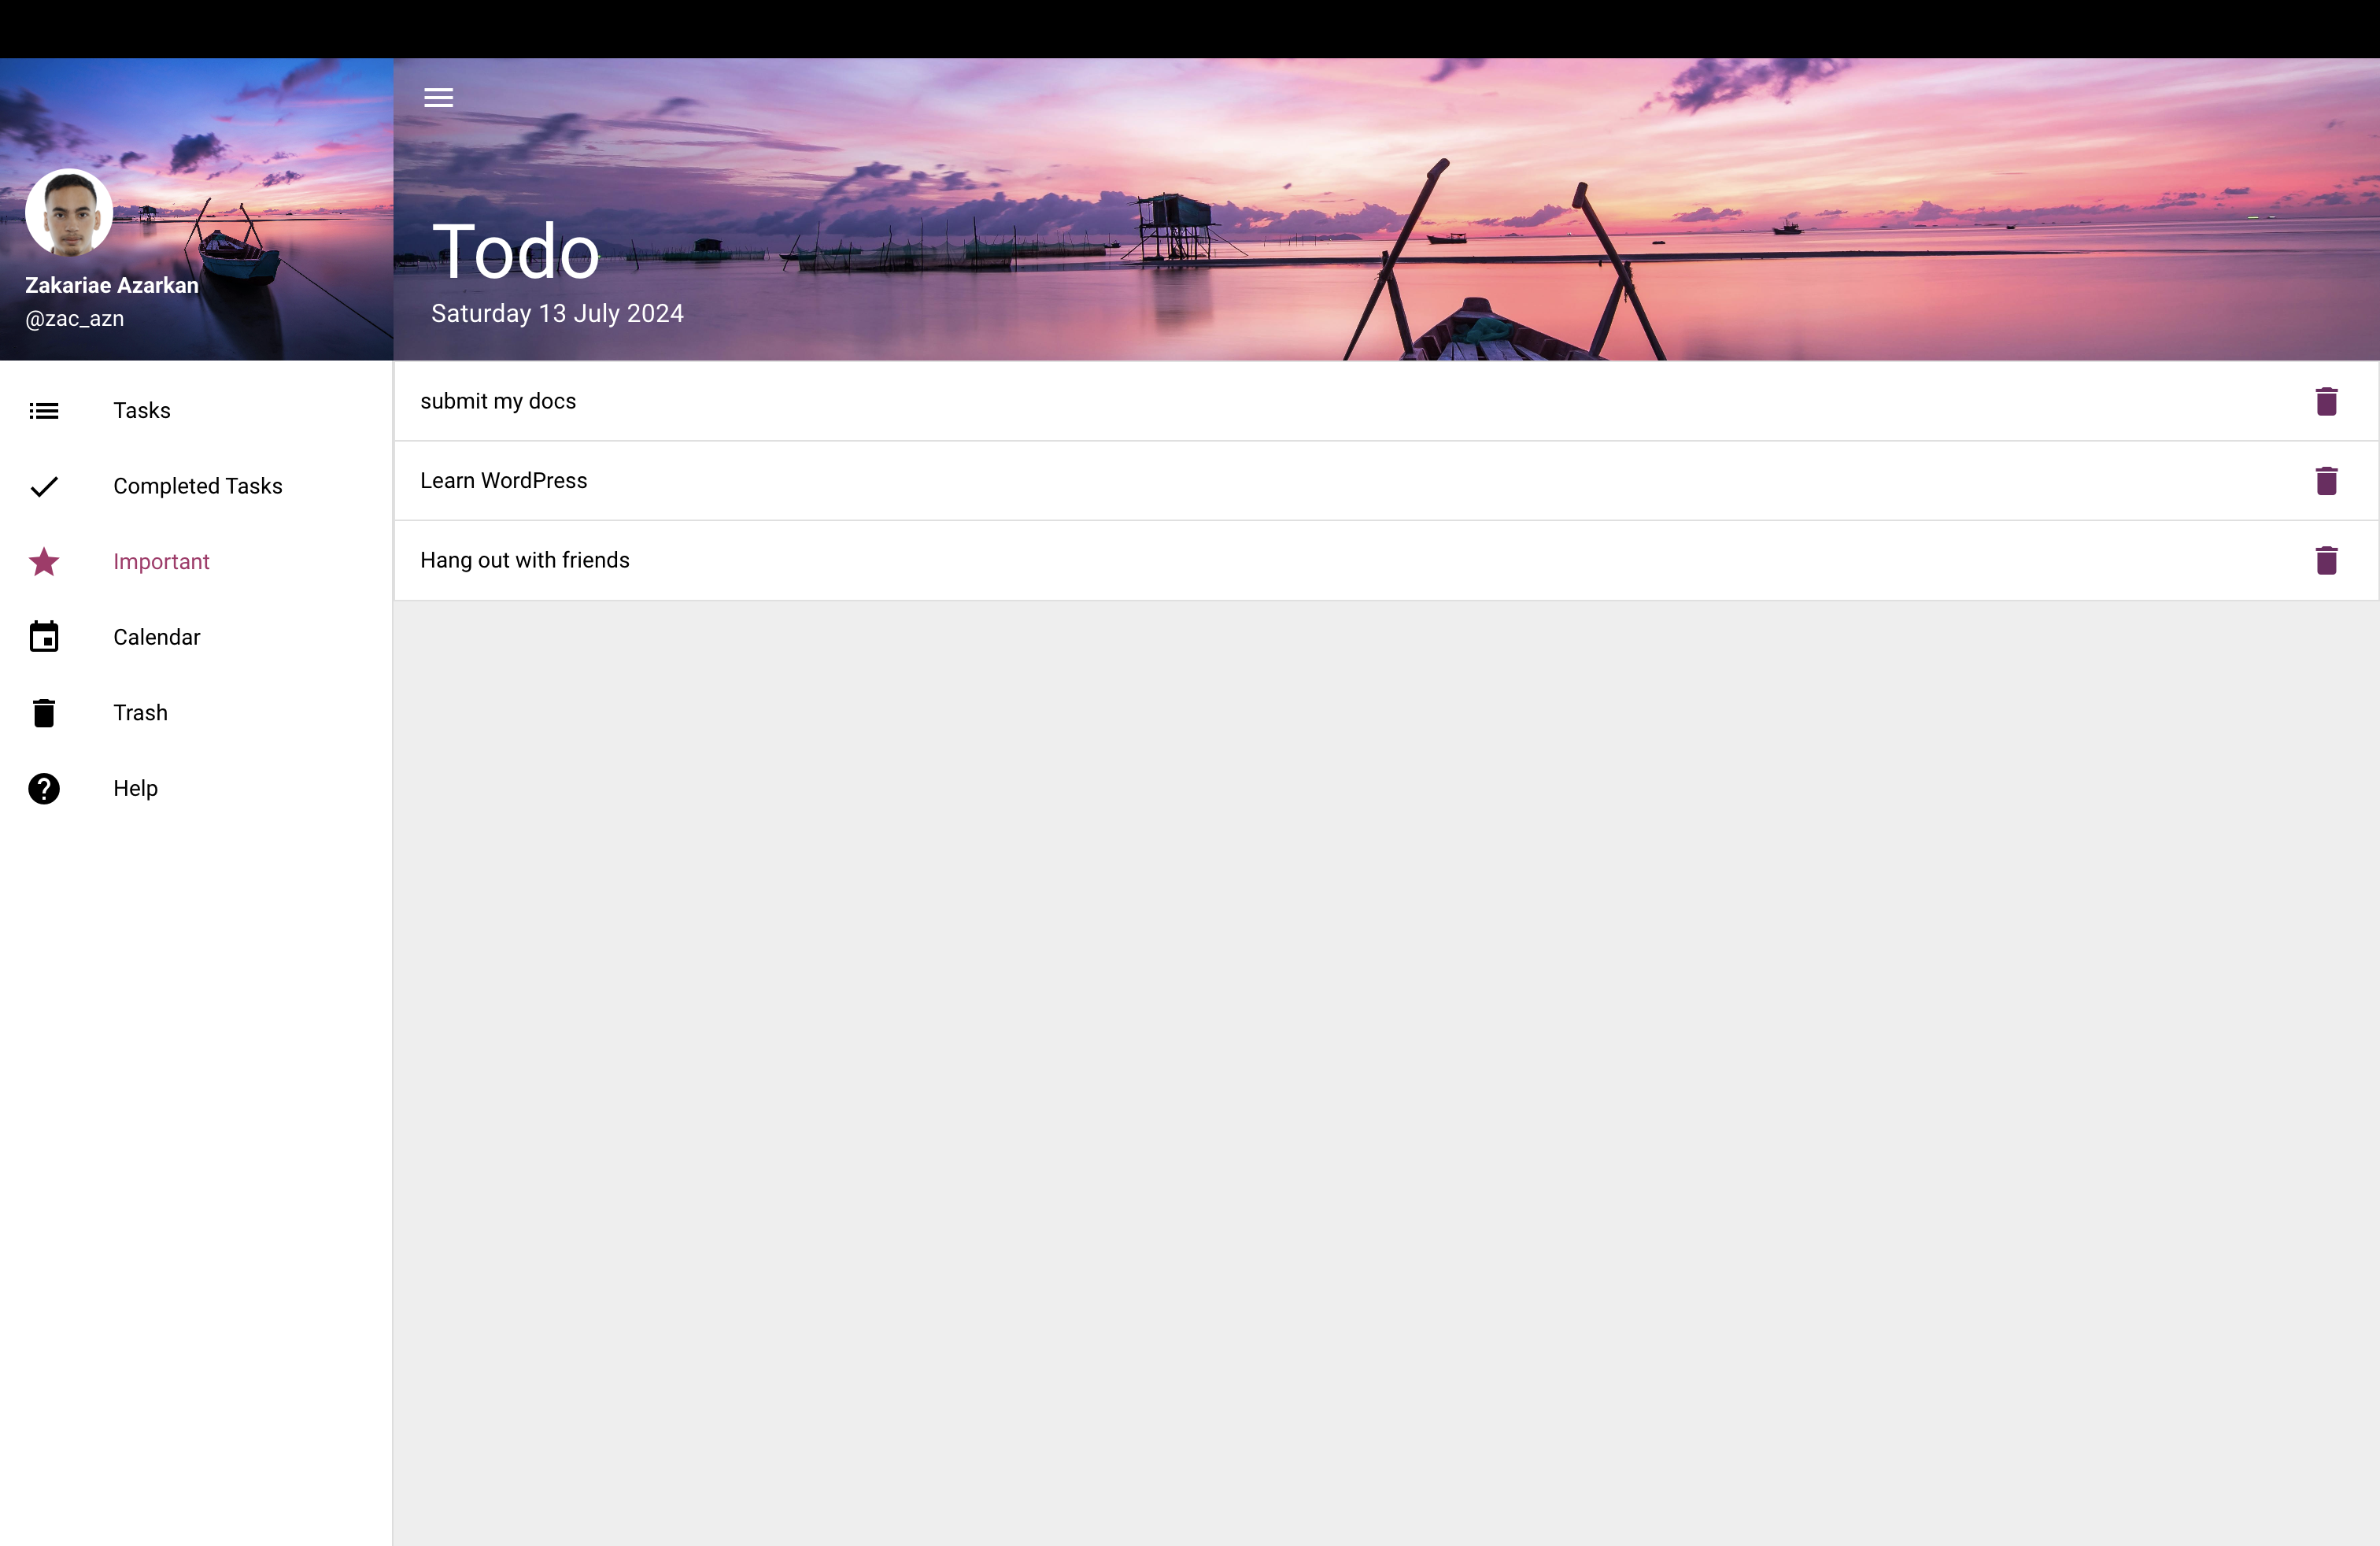 Zakariae Azarkan
@zac_azn
Tasks
Completed Tasks
Important
Calendar
Trash
Help
Todo
Saturday 13 July 2024
submit my docs
Learn WordPress
Hang out with friends